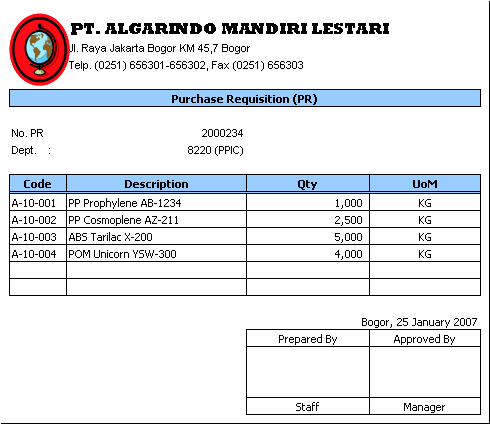 PT. ALGARINDO MANDIRI LESTARI
Jl. Raya Jakarta Bogor KM 45,7 Bogor
Telp. (0251) 656301-656302, Fax (0251) 656303
Purchase Requisition (PR)
No. PR 2000234
Dept. : 8220 (PPIC)
Code Description Qty UoM
A-10-001 PP Prophylene AB-1234 1,000 KG
A-10-002 PP Cosmoplene AZ-211 2,500 KG
A-10-003 ABS Tarilac X-200 5,000 KG
A-10-004 POM Unicorn YSW-300 4,000 KG
Bogor, 25 January 2007
Prepared By Approved By
Staff Manager